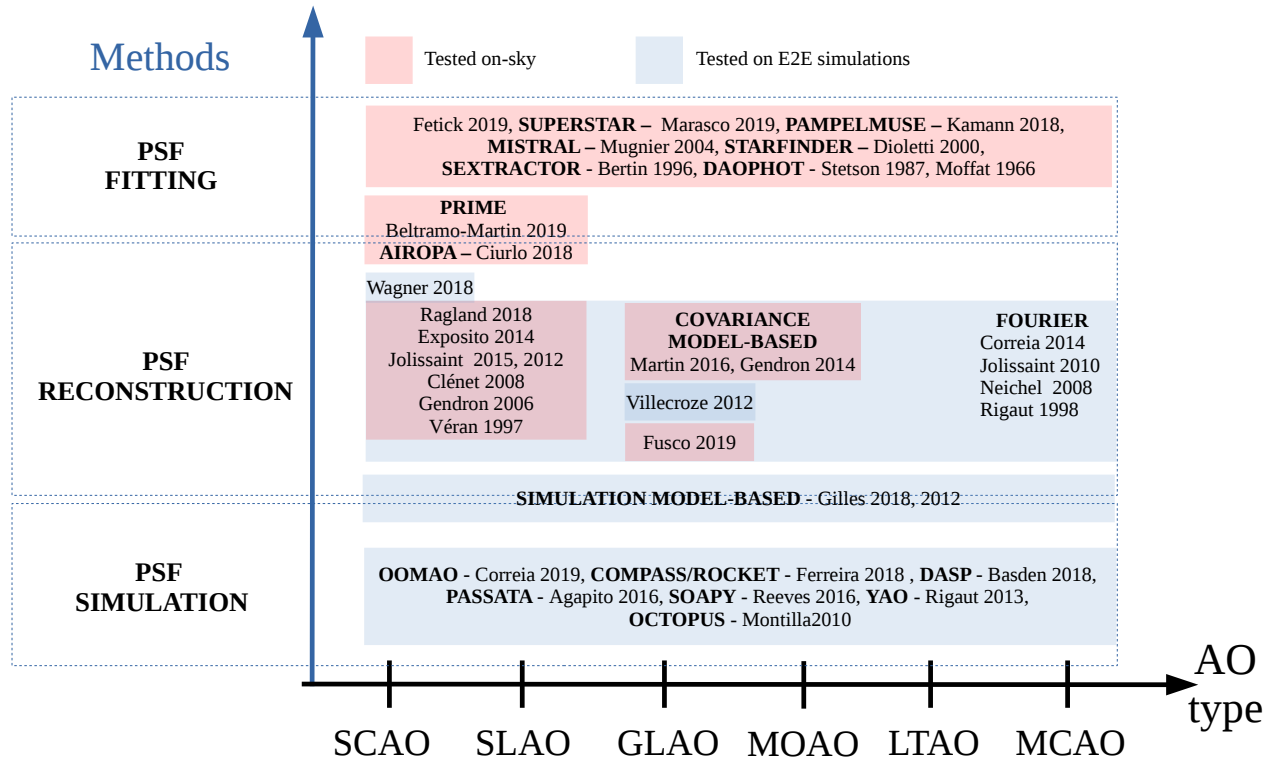 Methods
Tested on-sky
Tested on E2E simulations
PSF
FITTING
Fetick 2019, SUPERSTAR – Marasco 2019, PAMPELMUSE – Kamann 2018,
MISTRAL – Mugnier 2004, STARFINDER – Dioletti 2000,
SEXTRACTOR - Bertin 1996, DAOPHOT - Stetson 1987, Moffat 1966
PRIME
Beltramo-Martin 2019
AIROPA – Ciurlo 2018
PSF
RECONSTRUCTION
Wagner 2018
Ragland 2018
Exposito 2014
Jolissaint 2015, 2012
Clénet 2008
Gendron 2006
Véran 1997
COVARIANCE
MODEL-BASED
Martin 2016, Gendron 2014
Villecroze 2012
Fusco 2019
FOURIER
Correia 2014
Jolissaint 2010
Neichel 2008
Rigaut 1998
SIMULATION MODEL-BASED - Gilles 2018, 2012
PSF
SIMULATION
OOMAO - Correia 2019, COMPASS/ROCKET - Ferreira 2018 , DASP - Basden 2018,
PASSATA - Agapito 2016, SOAPY - Reeves 2016, YAO - Rigaut 2013,
OCTOPUS - Montilla2010
AO
type
SCAO SLAO GLAO MOAO LTAO MCAO